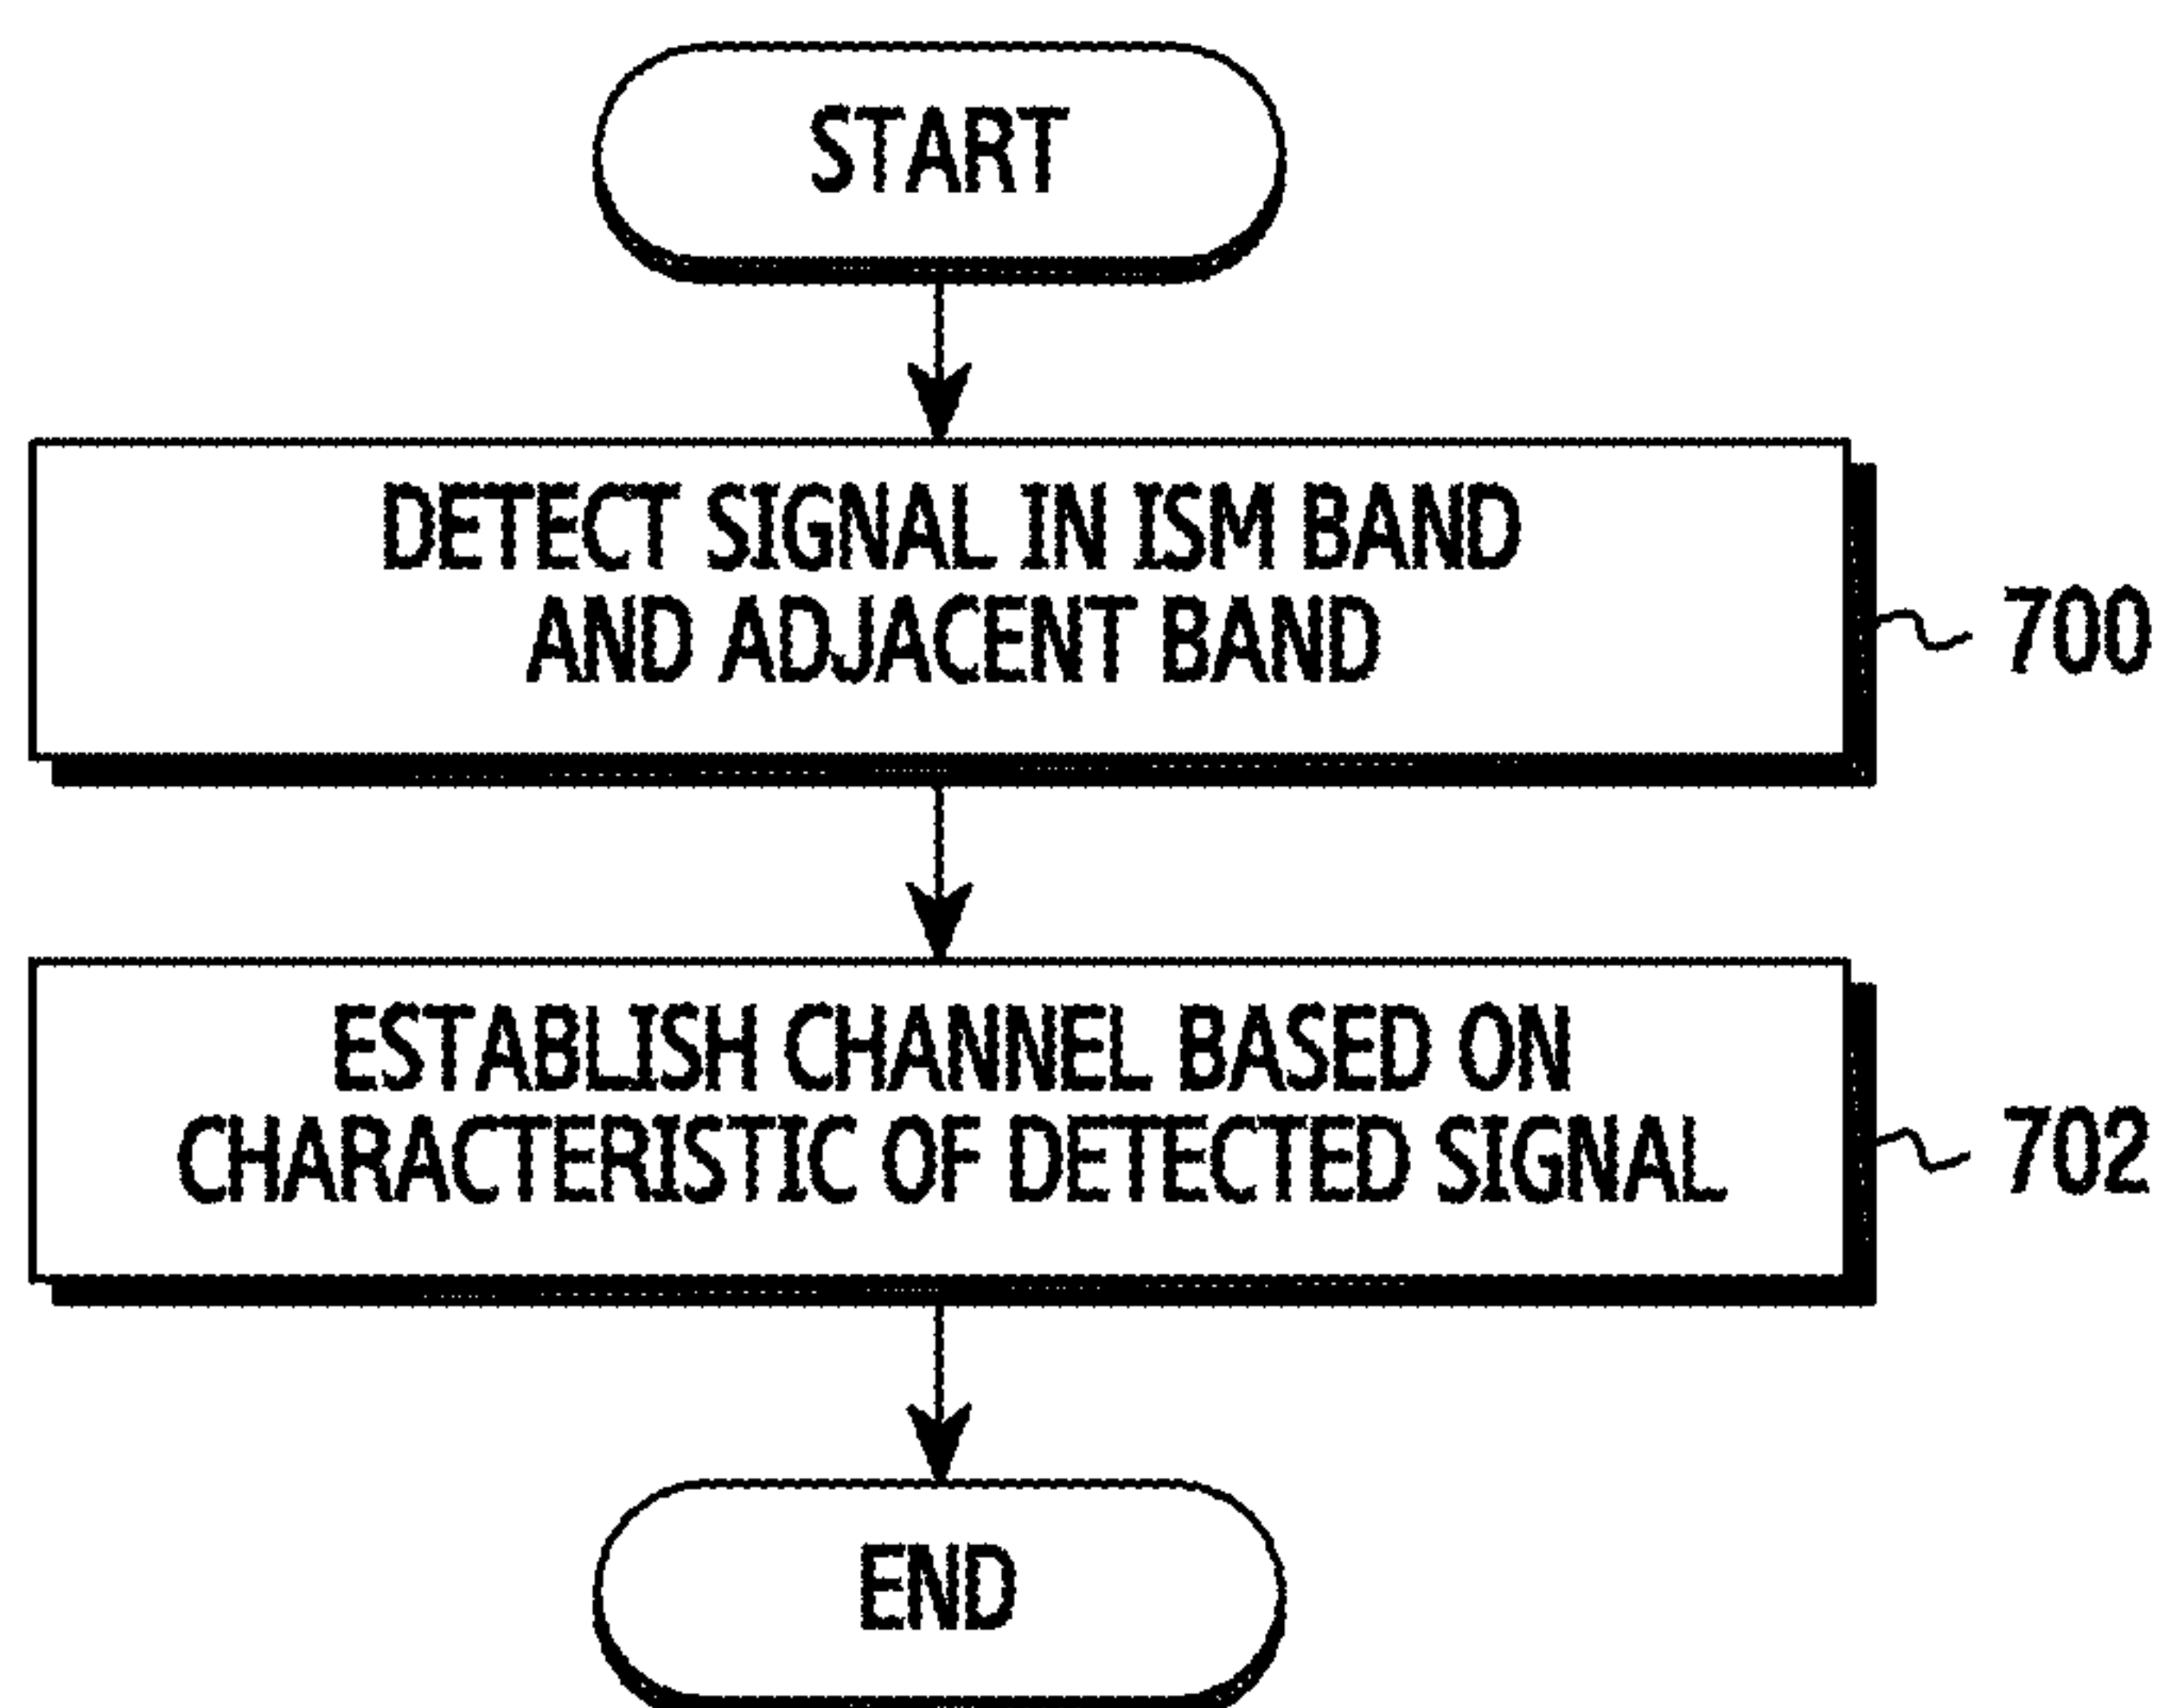 START
DETECT SIGNAL IN ISM BAND
AND ADJACENT BAND
700
ESTABLISH CHANNEL BASED ON
CHARACTERISTIC OF DETECTED SIGNAL
702
END